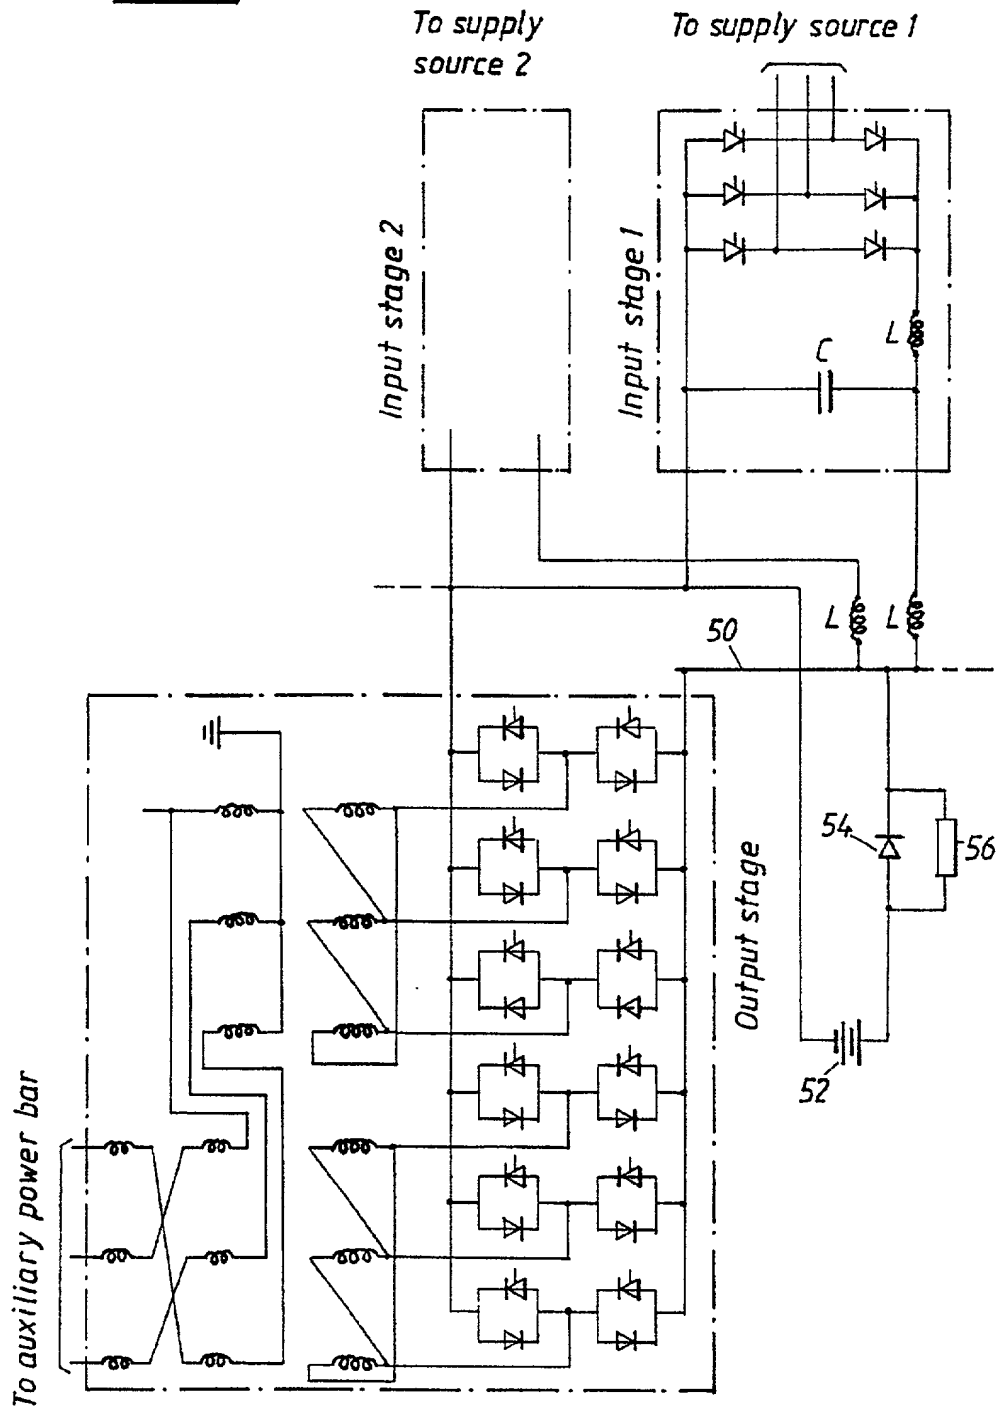 To supply
source 2
To supply source 1
Input stage 2
Input stage 1
L
C
L
L
50
54
56
Output stage
52
To auxiliary power bar